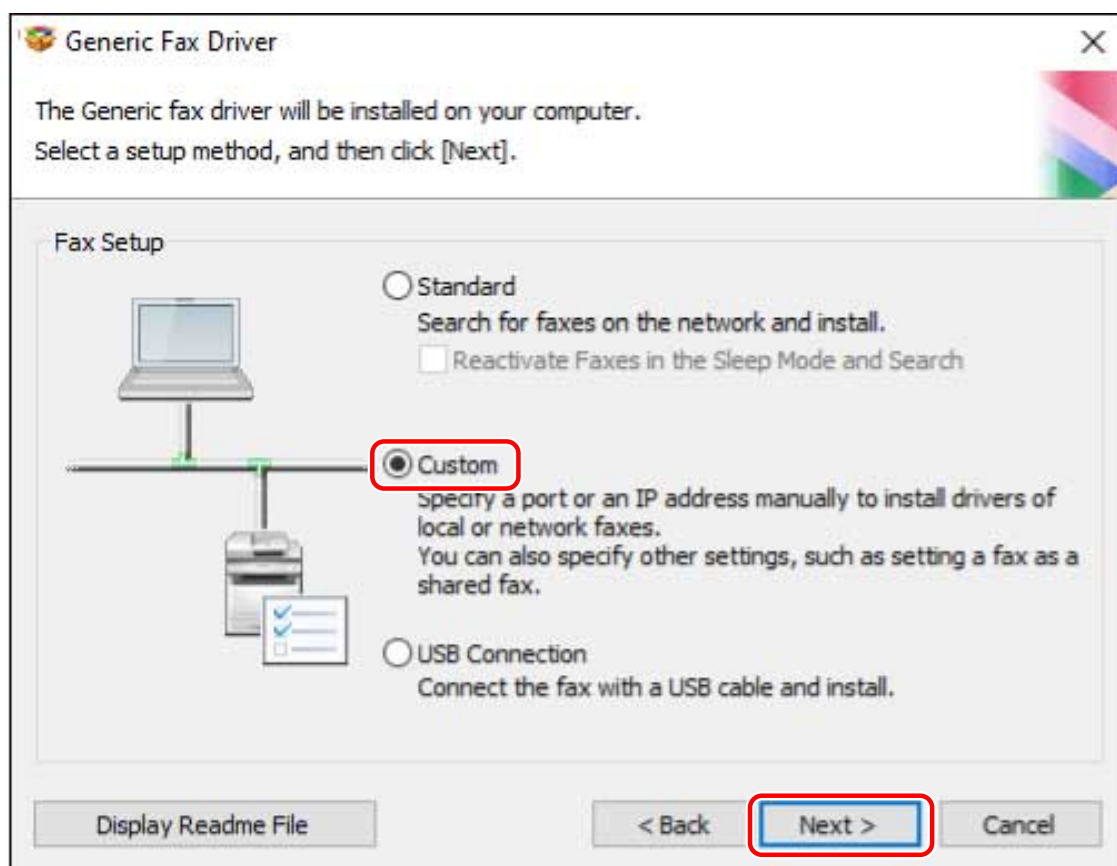 Generic Fax Driver
The Generic fax driver will be installed on your computer.
Select a setup method, and then click [Next].
Fax Setup
Standard
Search for faxes on the network and install.
Reactivate Faxes in the Sleep Mode and Search
Custom
Specify a port or an IP address manually to install drivers of
local or network faxes.
You can also specify other settings, such as setting a fax as a
shared fax.
USB Connection
Connect the fax with a USB cable and install.
Display Readme File
< Back
Next >
Cancel